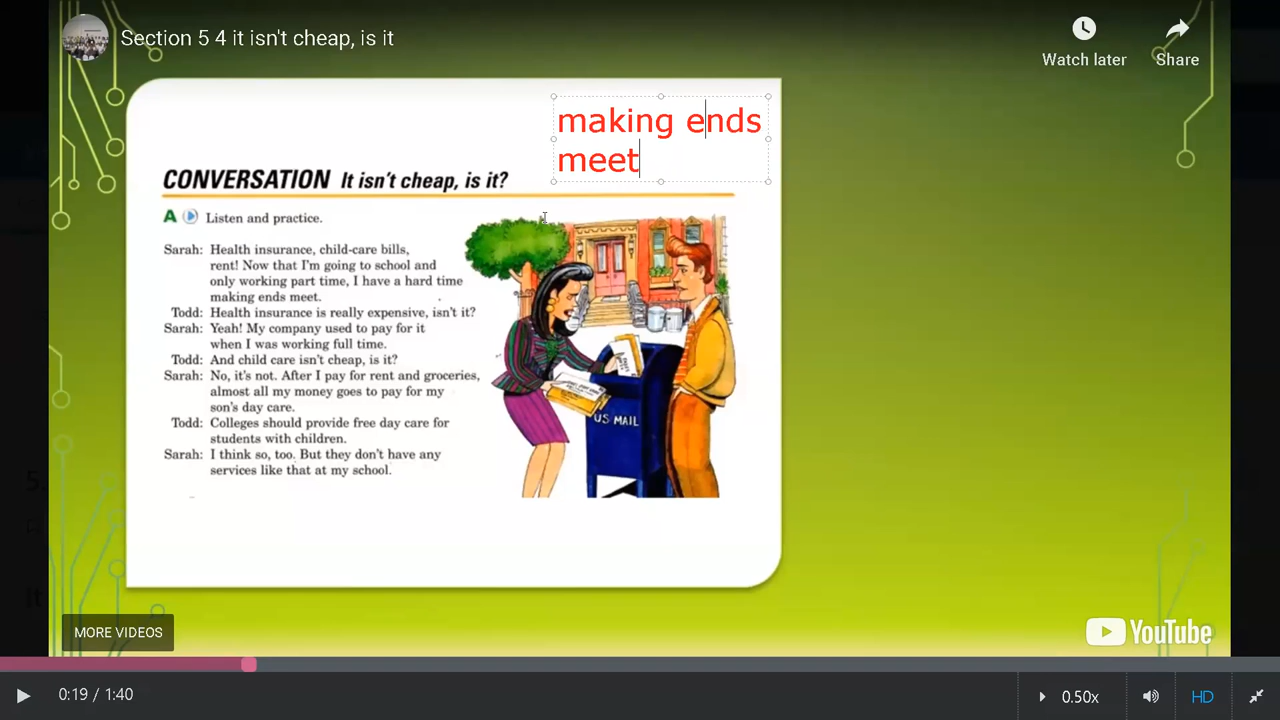 Section 5 4 it isn't cheap, is it
Watch later
Share
making ends
meet
CONVERSATION It isn't cheap, is it?
A Listen and practice.
Sarah: Health insurance, child-care bills,
rent! Now that I'm going to school and
only working part time, I have a hard time
making ends meet.
Todd: Health insurance is really expensive, isn't it?
Sarah: Yeah! My company used to pay for it
when I was working full time.
Todd: And child care isn't cheap, is it?
Sarah: No, it's not. After I pay for rent and groceries,
almost all my money goes to pay for my
son's day care.
Todd: Colleges should provide free day care for
students with children.
Sarah: I think so, too. But they don't have any
services like that at my school.
US MAIL
MORE VIDEOS
YouTube
0:19 / 1:40
0.50x
HD